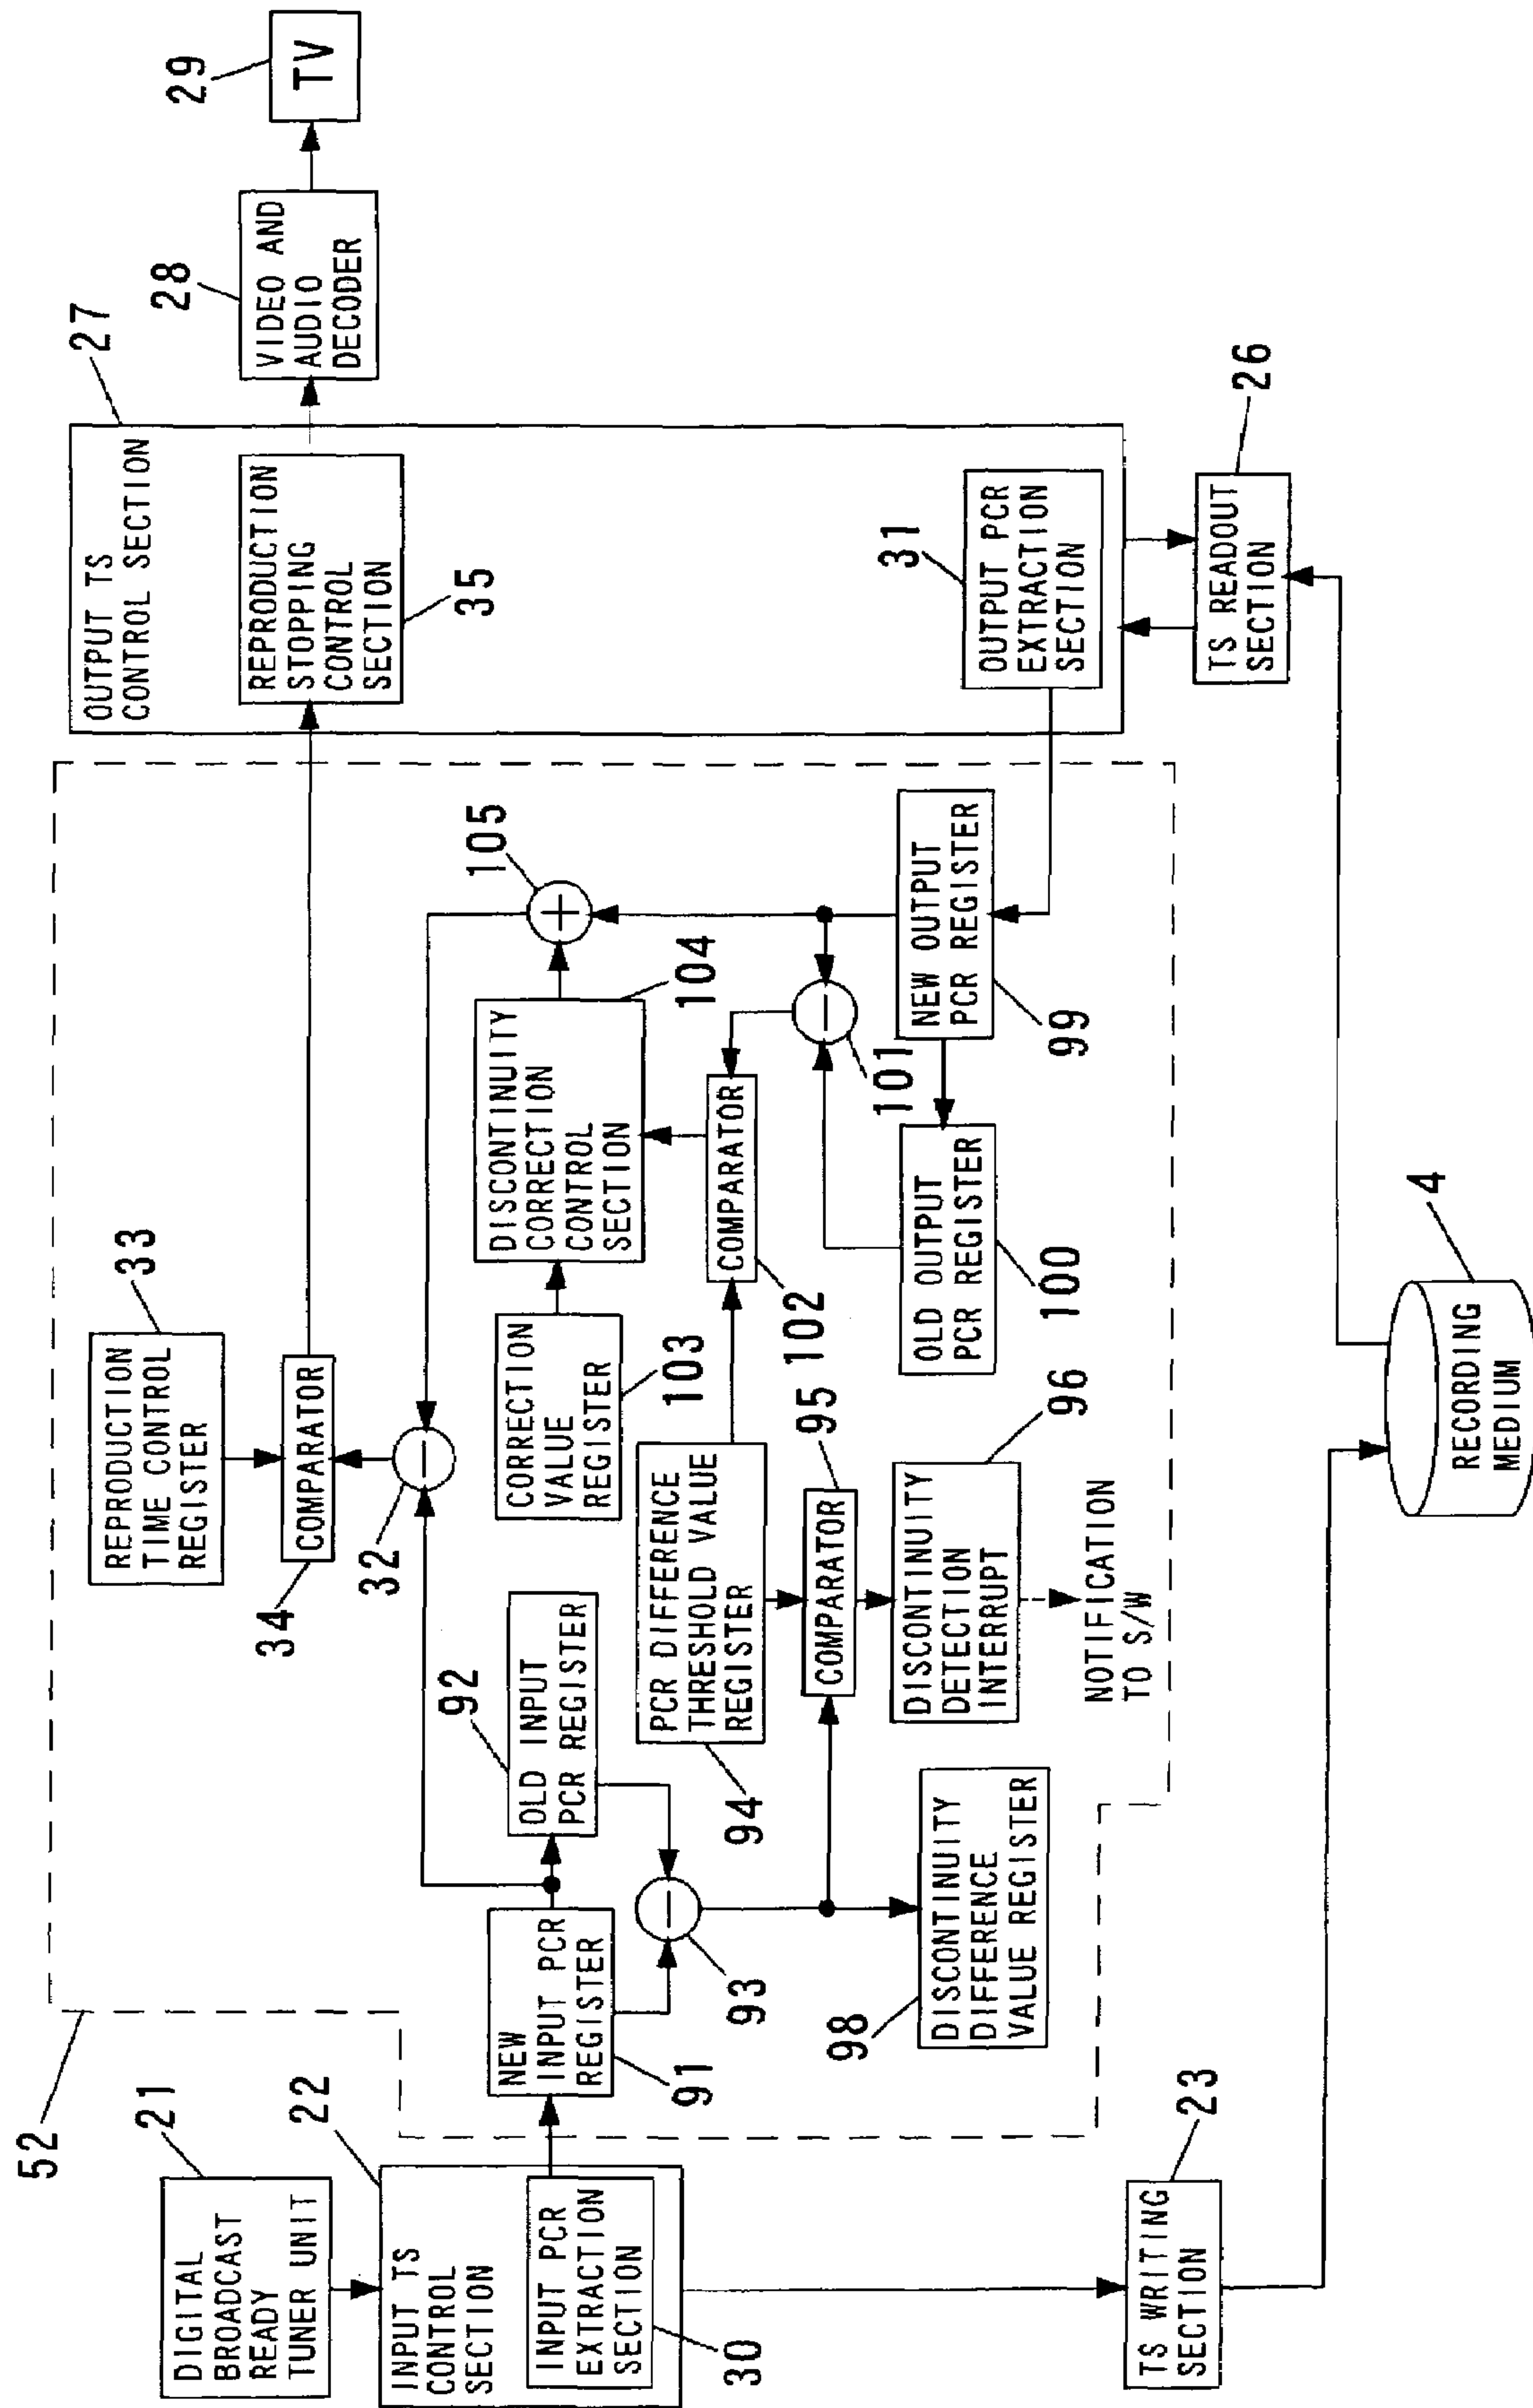 52
21
DIGITAL
BROADCAST
READY
TUNER UNIT
22
INPUT TS
CONTROL
SECTION
INPUT PCR
EXTRACTION
SECTION
30
TS WRITING
SECTION
23
NEW
INPUT PCR
REGISTER
91
OLD INPUT
PCR REGISTER
92
93
DISCONTINUITY
DIFFERENCE
VALUE REGISTER
98
PCR DIFFERENCE
THRESHOLD VALUE
REGISTER
94
COMPARATOR
95
DISCONTINUITY
DETECTION
INTERRUPT
96
NOTIFICATION
TO S/W
REPRODUCTION
TIME CONTROL
REGISTER
33
COMPARATOR
34
32
CORRECTION
VALUE
REGISTER
103
DISCONTINUITY
CORRECTION
CONTROL
SECTION
104
105
COMPARATOR
102
101
OLD OUTPUT
PCR REGISTER
100
NEW OUTPUT
PCR REGISTER
99
RECORDING
MEDIUM
4
OUTPUT TS
CONTROL SECTION
27
REPRODUCTION
STOPPING
CONTROL
SECTION
35
OUTPUT PCR
EXTRACTION
SECTION
31
TS READOUT
SECTION
26
VIDEO AND
AUDIO
DECODER
28
TV
29